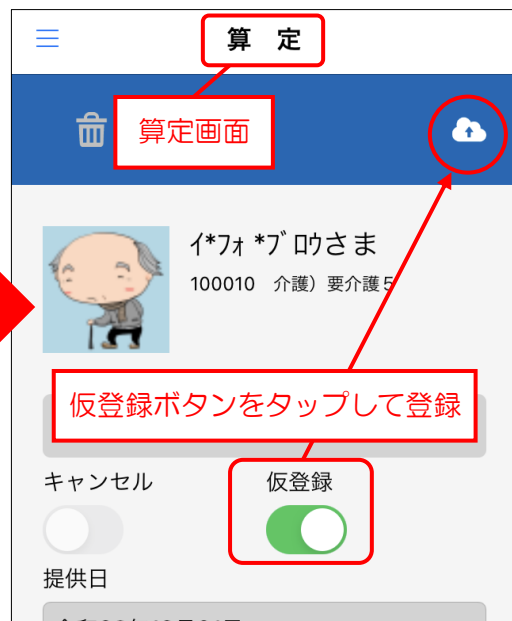 算 定
算定画面
ｲ*ﾌｫ *ﾌﾞﾛｳさま
100010 介護）要介護5
仮登録ボタンをタップして登録
キャンセル
仮登録
提供日